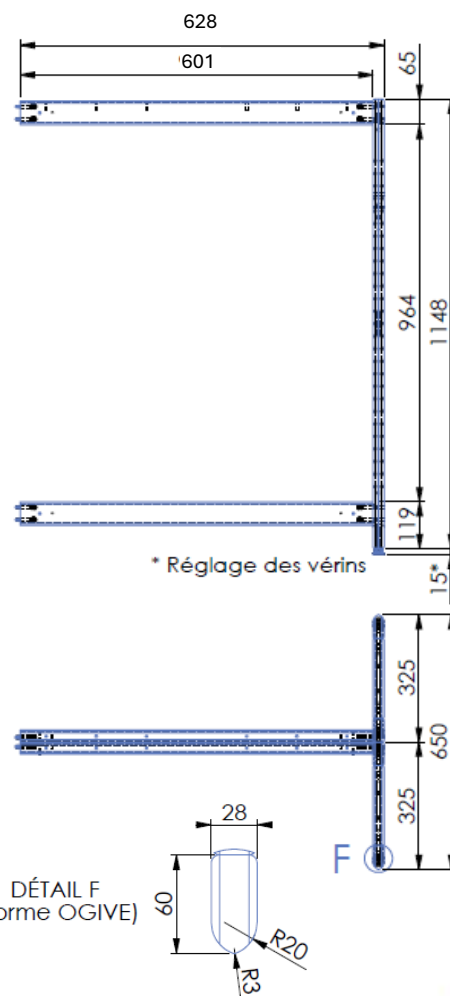 628
601
65
964
1148
119
* Réglage des vérins
15*
325
650
325
F
28
DÉTAIL F
orme OGIVE)
60
R20
R3